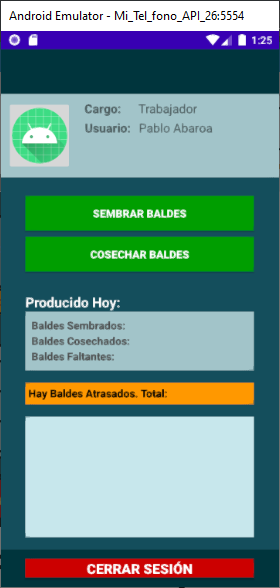 Android Emulator - Mi_Tel_fono_API_26:5554
1:25
Cargo: Trabajador
Usuario: Pablo Abaroa
SEMBRAR BALDES
COSECHAR BALDES
Producido Hoy:
Baldes Sembrados:
Baldes Cosechados:
Baldes Faltantes:
Hay Baldes Atrasados. Total:
CERRAR SESIÓN